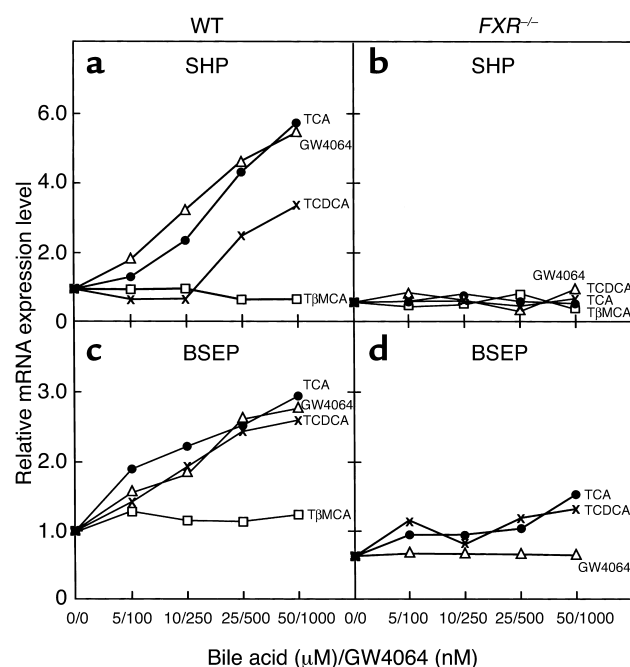 WT
FXR–/–
a
SHP
b
SHP
6.0
4.0
2.0
0
TCA
GW4064
TCDCA
TβMCA
GW4064
TCDCA
TCA
TβMCA
Relative mRNA expression level
c
BSEP
d
BSEP
3.0
2.0
1.0
0
TCA
GW4064
TCDCA
TβMCA
TCA
TCDCA
GW4064
0/0 5/100 10/250 25/500 50/1000
0/0 5/100 10/250 25/500 50/1000
Bile acid (μM)/GW4064 (nM)